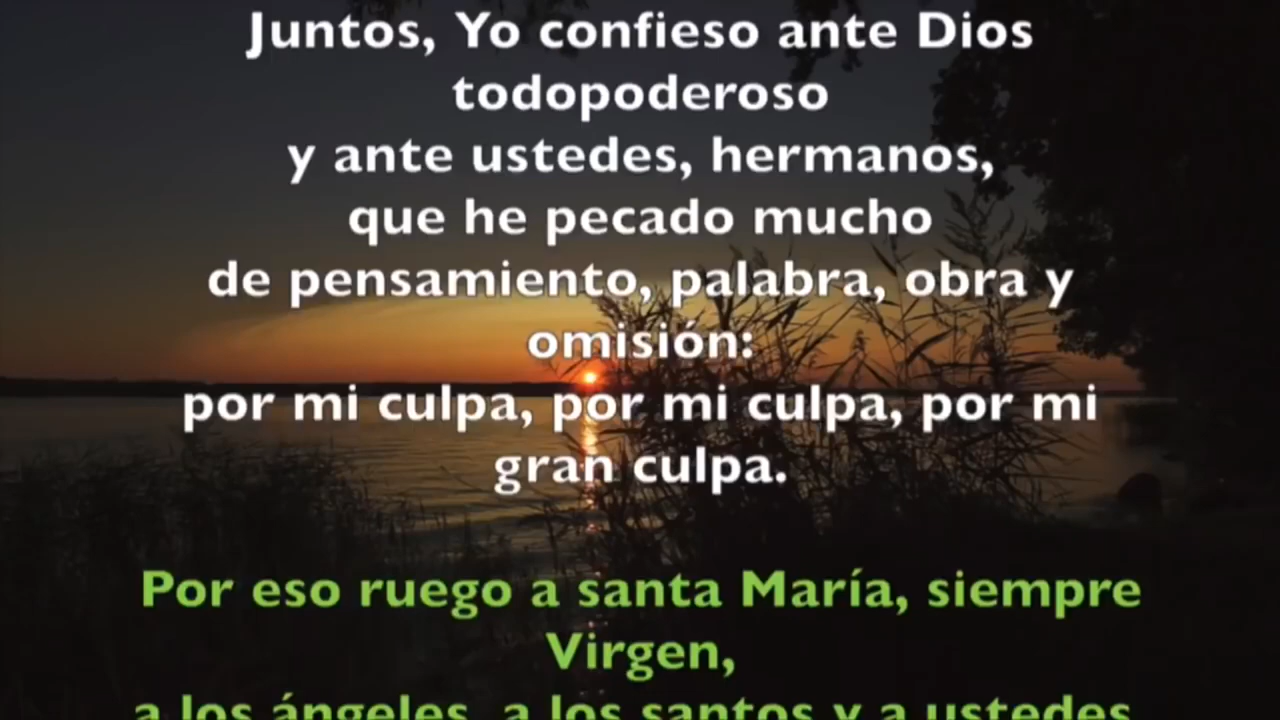 Juntos, Yo confieso ante Dios
todopoderoso
y ante ustedes, hermanos,
que he pecado mucho
de pensamiento, palabra, obra y
omisión:
por mi culpa, por mi culpa, por mi
gran culpa.
Por eso ruego a santa María, siempre
Virgen,
a los ángeles, a los santos y a ustedes,